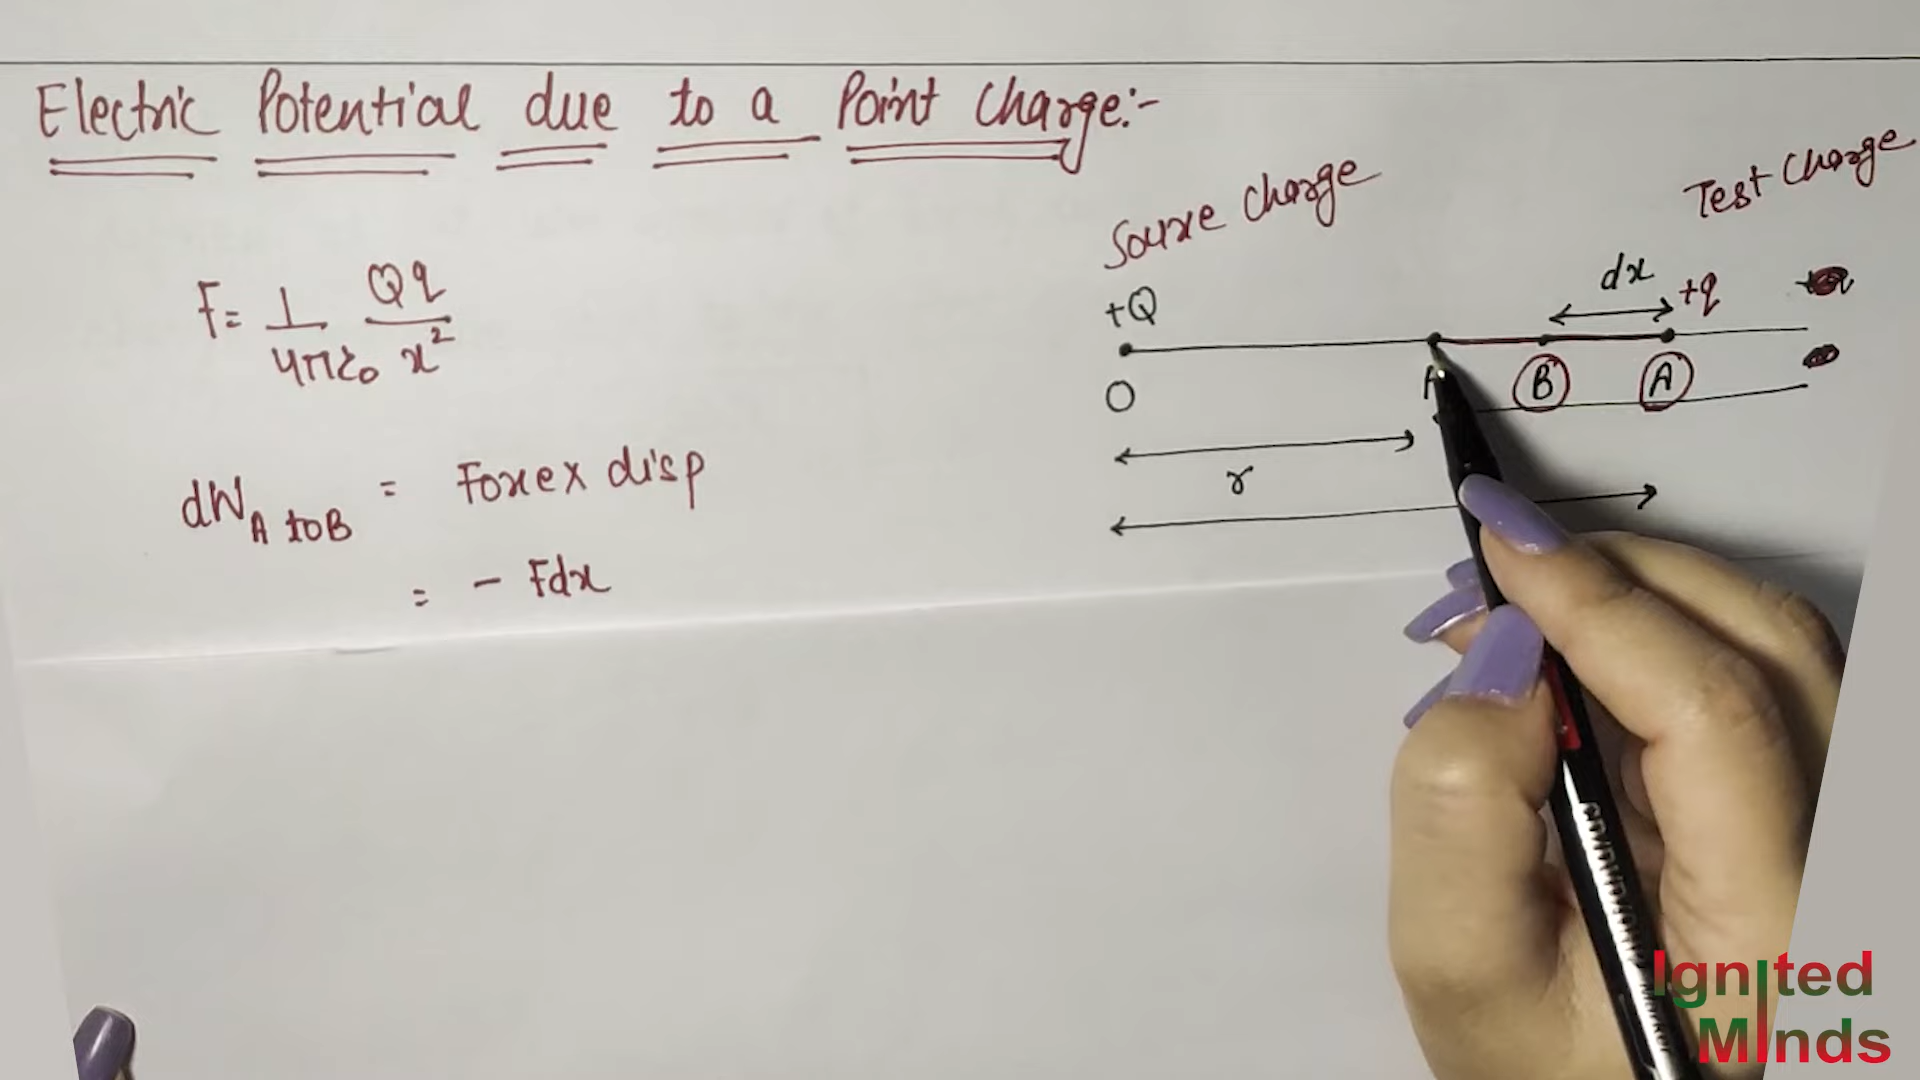 Electric Potential due to a Point Charge:-
Source Charge
Test Charge
F = 1/4πε₀ Qq/x²
+Q
dx
+q
O
B
A
r
dW A to B = Force x disp
= - Fdx
Ignited
Minds